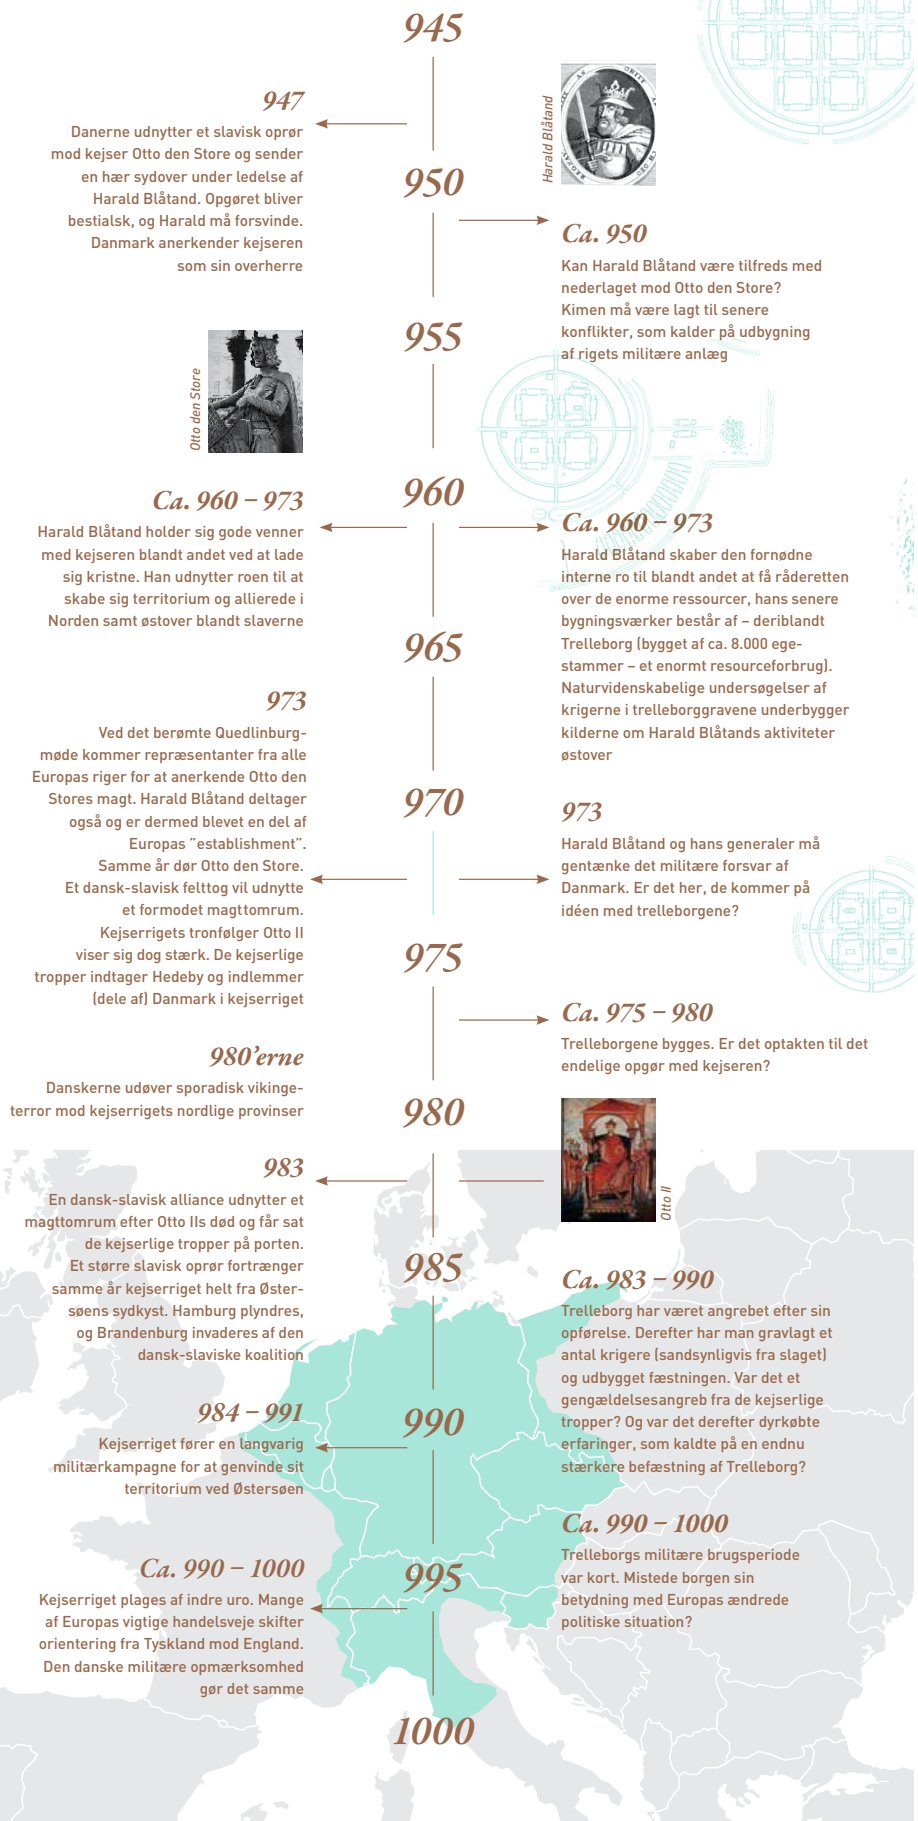 945
947
Danerne udnytter et slavisk oprør
mod kejser Otto den Store og sender
en hær sydover under ledelse af
Harald Blåtand. Opgøret bliver
bestialsk, og Harald må forsvinde.
Danmark anerkender kejseren
som sin overherre
Harald Blåtand
950
Ca. 950
Kan Harald Blåtand være tilfreds med
nederlaget mod Otto den Store?
Kimen må være lagt til senere
konflikter, som kalder på udbygning
af rigets militære anlæg
955
Otto den Store
960
Ca. 960 – 973
Harald Blåtand holder sig gode venner
med kejseren blandt andet ved at lade
sig kristne. Han udnytter roen til at
skabe sig territorium og allierede i
Norden samt østover blandt slaverne
Ca. 960 – 973
Harald Blåtand skaber den fornødne
interne ro til blandt andet at få råderetten
over de enorme ressourcer, hans senere
bygningsværker består af – deriblandt
Trelleborg (bygget af ca. 8.000 ege-
stammer – et enormt resourceforbrug).
Naturvidenskabelige undersøgelser af
krigerne i trelleborggravene underbygger
kilderne om Harald Blåtands aktiviteter
østover
965
973
Ved det berømte Quedlinburg-
møde kommer repræsentanter fra alle
Europas riger for at anerkende Otto den
Stores magt. Harald Blåtand deltager
også og er dermed blevet en del af
Europas ”establishment”.
Samme år dør Otto den Store.
Et dansk-slavisk felttog vil udnytte
et formodet magttomrum.
Kejserrigets tronfølger Otto II
viser sig dog stærk. De kejserlige
tropper indtager Hedeby og indlemmer
(dele af) Danmark i kejserriget
970
973
Harald Blåtand og hans generaler må
gentænke det militære forsvar af
Danmark. Er det her, de kommer på
idéen med trelleborgene?
975
Ca. 975 – 980
Trelleborgene bygges. Er det optakten til det
endelige opgør med kejseren?
980’erne
Danskerne udøver sporadisk vikinge-
terror mod kejserrigets nordlige provinser
980
Otto II
983
En dansk-slavisk alliance udnytter et
magttomrum efter Otto IIs død og får sat
de kejserlige tropper på porten.
Et større slavisk oprør fortrænger
samme år kejserriget helt fra Øster-
søens sydkyst. Hamburg plyndres,
og Brandenburg invaderes af den
dansk-slaviske koalition
985
Ca. 983 – 990
Trelleborg har været angrebet efter sin
opførelse. Derefter har man gravlagt et
antal krigere (sandsynligvis fra slaget)
og udbygget fæstningen. Var det et
gengældelsesangreb fra de kejserlige
tropper? Og var det derefter dyrkøbte
erfaringer, som kaldte på en endnu
stærkere befæstning af Trelleborg?
984 – 991
Kejserriget fører en langvarig
militærkampagne for at genvinde sit
territorium ved Østersøen
990
Ca. 990 – 1000
Trelleborgs militære brugsperiode
var kort. Mistede borgen sin
betydning med Europas ændrede
politiske situation?
Ca. 990 – 1000
Kejserriget plages af indre uro. Mange
af Europas vigtige handelsveje skifter
orientering fra Tyskland mod England.
Den danske militære opmærksomhed
gør det samme
995
1000